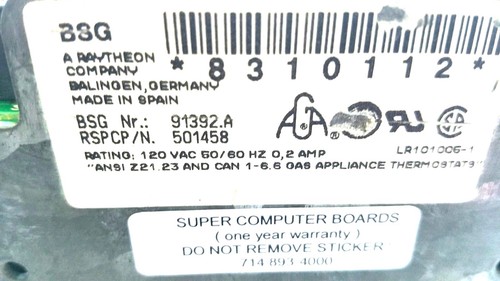 BSG
*8310112*
A RAYTHEON
COMPANY
BALINGEN, GERMANY
MADE IN SPAIN
BSG Nr.: 91392.A
RSPCP/N. 501458
LR101006-1
RATING: 120 VAC 50/60 HZ 0,2 AMP
"ANSI Z21.23 AND CAN 1-6.6 GAS APPLIANCE THERMOSTATS"
SUPER COMPUTER BOARDS
( one year warranty )
DO NOT REMOVE STICKER
714 893 4000